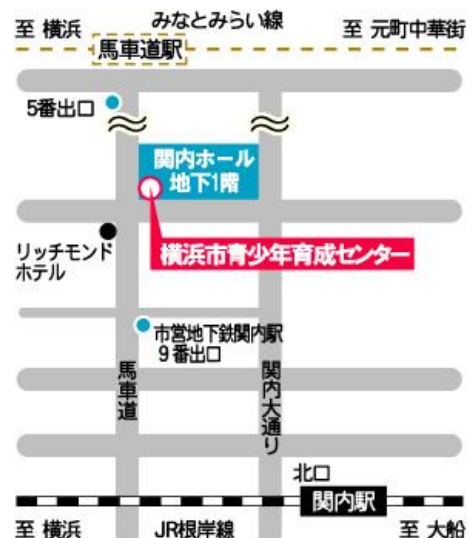 みなとみらい線
至 横浜
至 元町中華街
馬車道駅
5番出口
関内ホール
地下1階
リッチモンド
ホテル
横浜市青少年育成センター
市営地下鉄関内駅
9番出口
馬車道
関内大通り
北口
関内駅
至 横浜
JR根岸線
至 大船